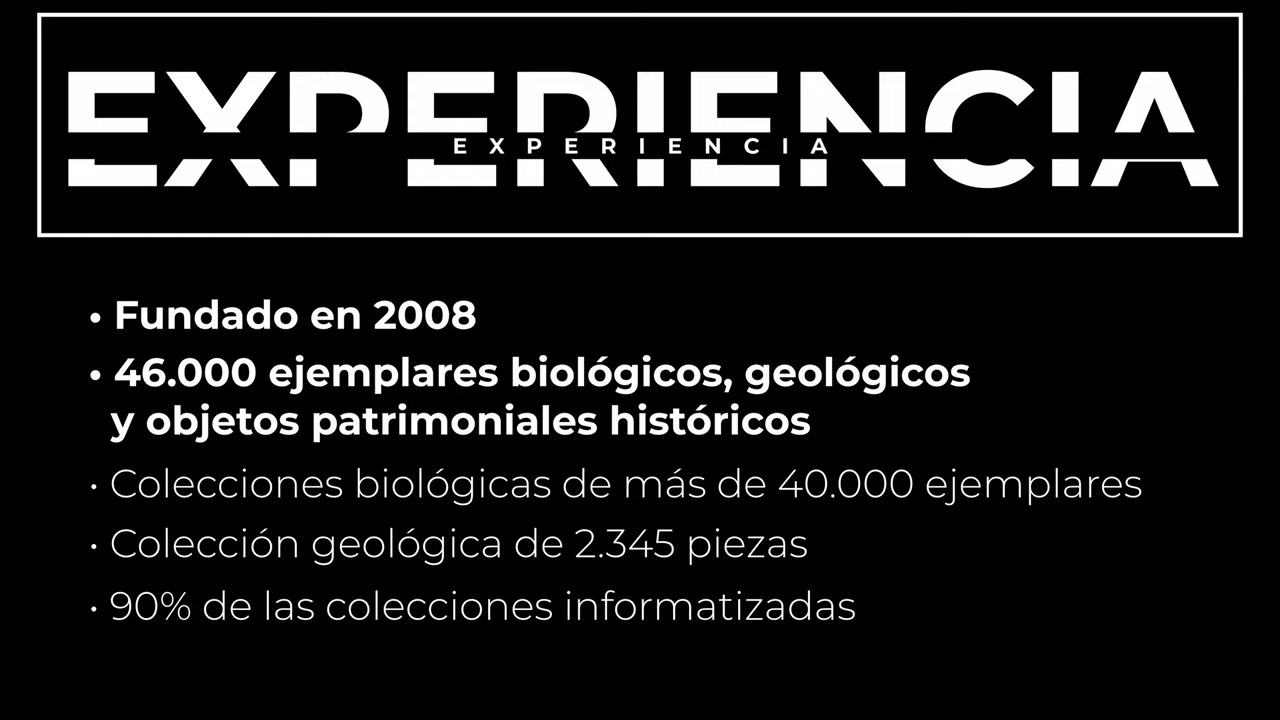 EXPERIENCIA
EXPERIENCIA
• Fundado en 2008
• 46.000 ejemplares biológicos, geológicos
y objetos patrimoniales históricos
· Colecciones biológicas de más de 40.000 ejemplares
· Colección geológica de 2.345 piezas
· 90% de las colecciones informatizadas